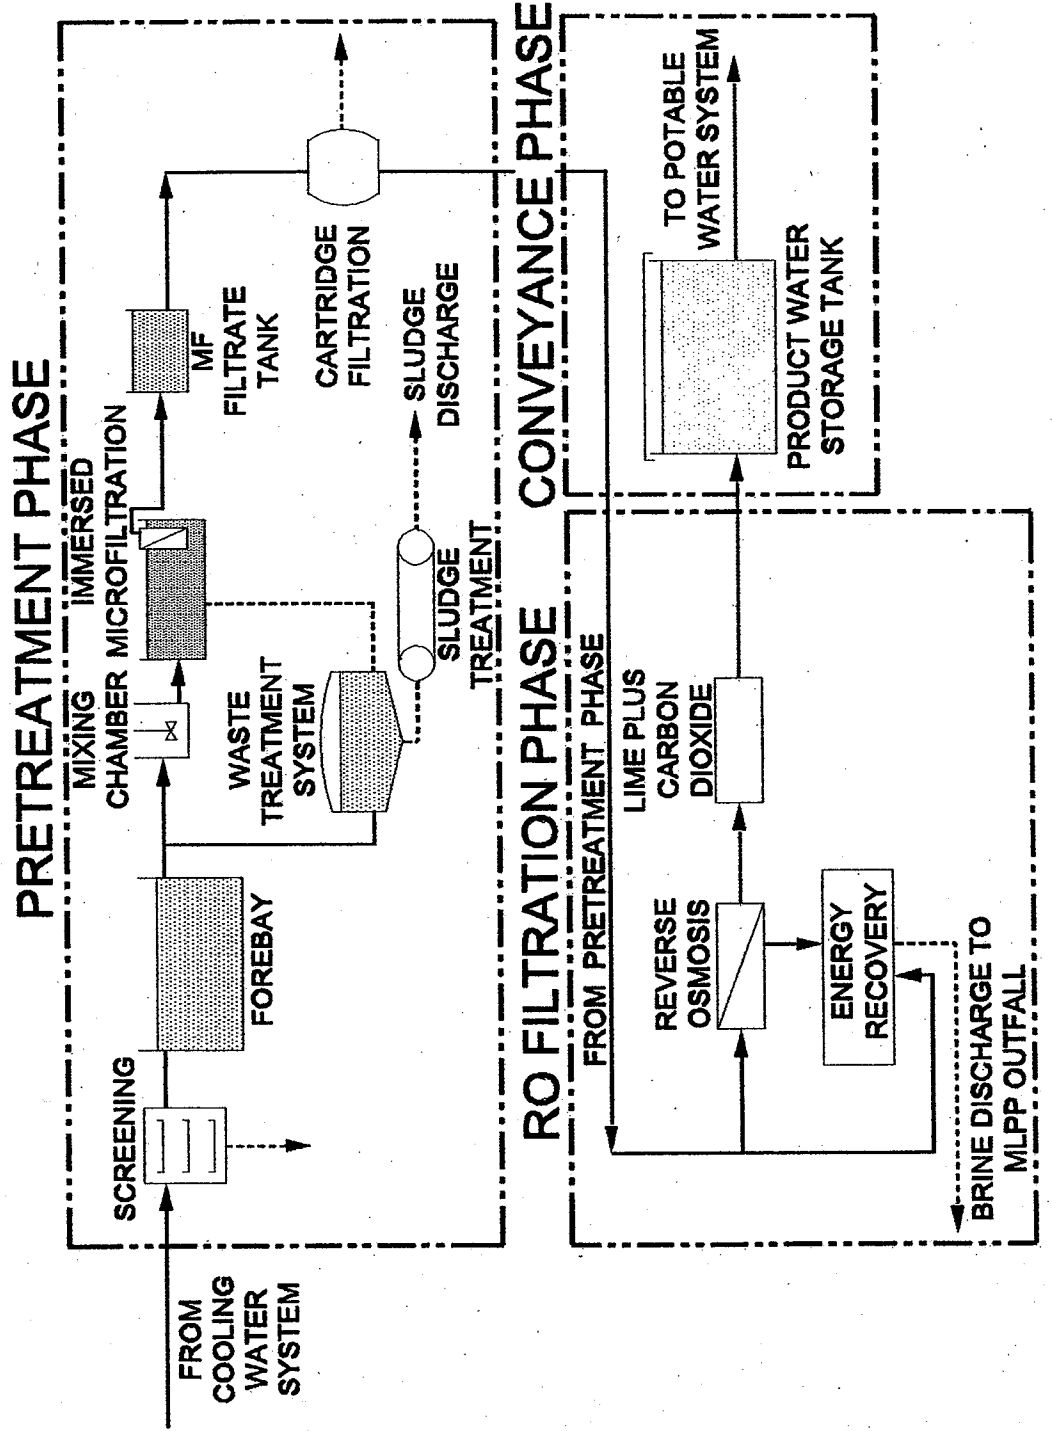 PRETREATMENT PHASE
FROM
COOLING
WATER
SYSTEM
SCREENING
FOREBAY
MIXING
CHAMBER
IMMERSED
MICROFILTRATION
MF
FILTRATE
TANK
WASTE
TREATMENT
SYSTEM
CARTRIDGE
FILTRATION
SLUDGE
TREATMENT
SLUDGE
DISCHARGE
RO FILTRATION PHASE
FROM PRETREATMENT PHASE
REVERSE
OSMOSIS
LIME PLUS
CARBON
DIOXIDE
ENERGY
RECOVERY
BRINE DISCHARGE TO
MLPP OUTFALL
CONVEYANCE PHASE
TO POTABLE
WATER SYSTEM
PRODUCT WATER
STORAGE TANK